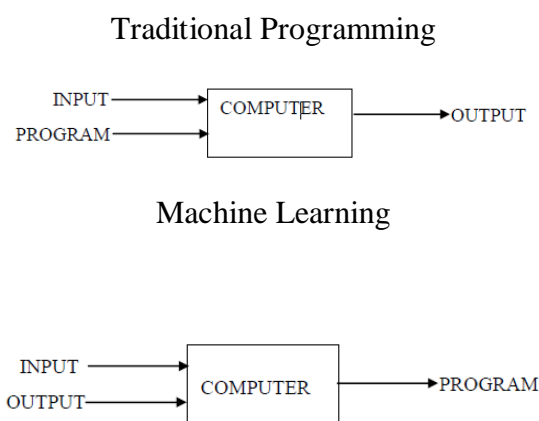 Traditional Programming
INPUT
COMPUTER
OUTPUT
PROGRAM
Machine Learning
INPUT
COMPUTER
PROGRAM
OUTPUT